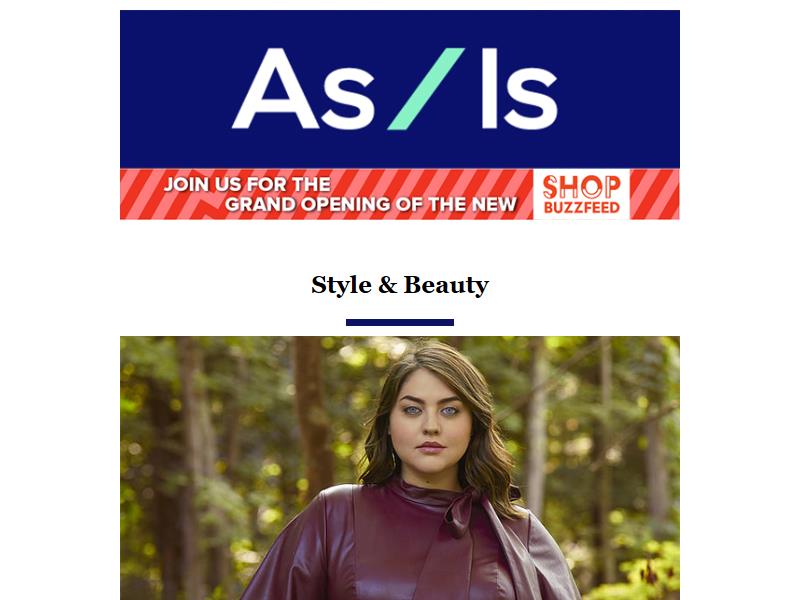 As/Is
JOIN US FOR THE
GRAND OPENING OF THE NEW
SHOP
BUZZFEED
Style & Beauty